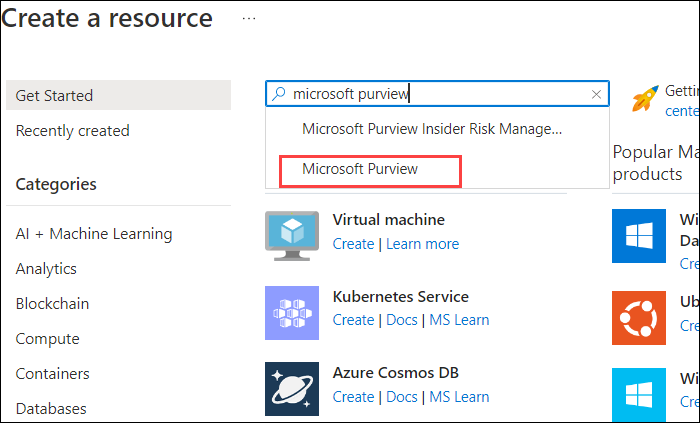 Create a resource ...
Get Started
Recently created
Categories
AI + Machine Learning
Analytics
Blockchain
Compute
Containers
Databases
microsoft purview
Microsoft Purview Insider Risk Manage...
Microsoft Purview
Virtual machine
Create | Learn more
Kubernetes Service
Create | Docs | MS Learn
Azure Cosmos DB
Create | Docs | MS Learn
Getting
cente
Popular Ma
products
Wi
Da
Cre
Ub
Cre
Wi
Cre